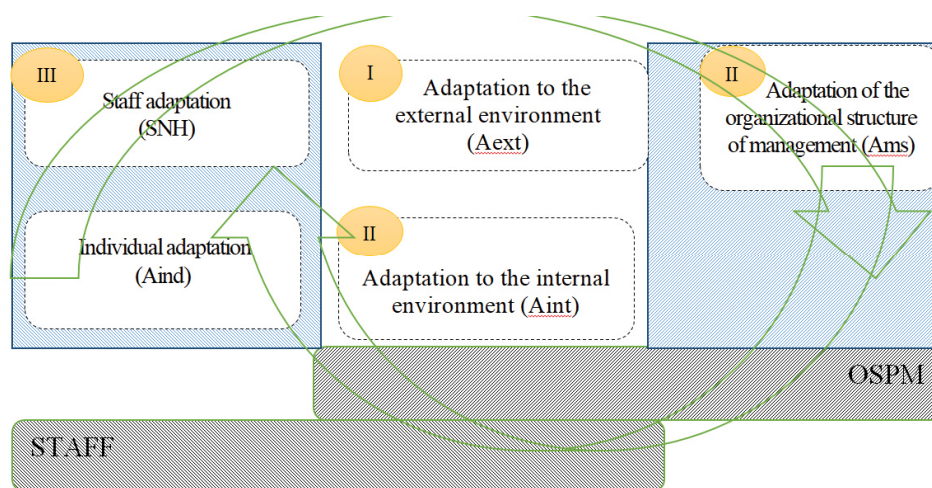 III
Staff adaptation
(SNH)
Individual adaptation
(Aind)
I
Adaptation to the
external environment
(Aext)
II
Adaptation to the internal
environment (Aint)
II
Adaptation of the
organizational structure
of management (Ams)
OSPM
STAFF